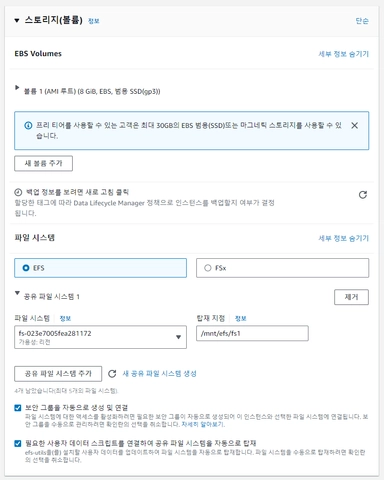 스토리지(볼륨) 정보
단순
EBS Volumes
세부 정보 숨기기
볼륨 1 (AMI 루트) (8 GiB, EBS, 범용 SSD(gp3))
프리 티어를 사용할 수 있는 고객은 최대 30GB의 EBS 범용(SSD)또는 마그네틱 스토리지를 사용할 수 있
습니다.
새 볼륨 추가
백업 정보를 보려면 새로 고침 클릭
할당한 태그에 따라 Data Lifecycle Manager 정책으로 인스턴스를 백업할지 여부가 결정
됩니다.
파일 시스템
세부 정보 숨기기
EFS
FSx
공유 파일 시스템 1
제거
파일 시스템 정보
탑재 지점 정보
fs-023e7005fea281172
가용성: 리전
/mnt/efs/fs1
공유 파일 시스템 추가
새 공유 파일 시스템 생성
4개 남았습니다(최대 5개의 파일 시스템).
보안 그룹을 자동으로 생성 및 연결
파일 시스템에 대한 액세스를 활성화하려면 필요한 보안 그룹이 자동으로 생성되어 이 인스턴스와 선택한 파일 시스템에 연결됩니다. 보안
그룹을 수동으로 관리하려면 확인란의 선택을 취소합니다. 자세히 알아보기.
필요한 사용자 데이터 스크립트를 연결하여 공유 파일 시스템을 자동으로 탑재
efs-utils를(를) 설치할 사용자 데이터를 업데이트하여 파일 시스템을 자동으로 탑재합니다. 파일 시스템을 수동으로 탑재하려면 확인란
의 선택을 취소합니다.